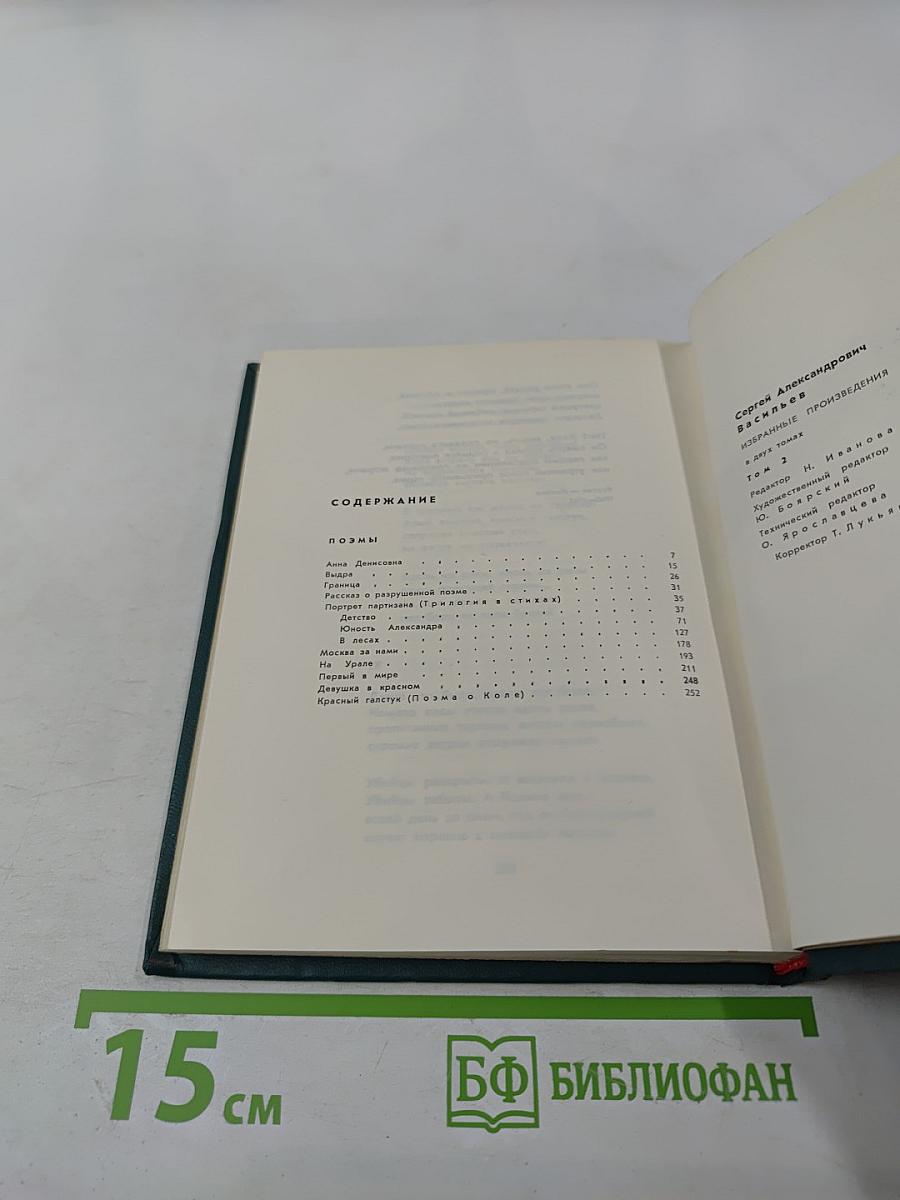 СОДЕРЖАНИЕ
ПОЭМЫ
Анна Денисовна . . . . . . . . . . . . . 7
Выдра . . . . . . . . . . . . . . . 15
Граница . . . . . . . . . . . . . . . 26
Рассказ о разрушенной поэме . . . . . . . . . 31
Портрет партизана (Трилогия в стихах) . . . . . 35
Детство . . . . . . . . . . . . . . 37
Юность Александра . . . . . . . . . . . 71
В лесах . . . . . . . . . . . . . . 127
Москва за нами . . . . . . . . . . . . . 178
На Урале . . . . . . . . . . . . . . . 193
Первый в мире . . . . . . . . . . . . . 211
Девушка в красном . . . . . . . . . . . . 248
Красный галстук (Поэма о Коле) . . . . . . . . 252
Сергей Александрович
Васильев
ИЗБРАННЫЕ ПРОИЗВЕДЕНИЯ
в двух томах
Том 2
Редактор Н. Иванова
Художественный редактор
Ю. Боярский
Технический редактор
О. Ярославцева
Корректор Т.
15 см
БФ БИБЛИОФАН